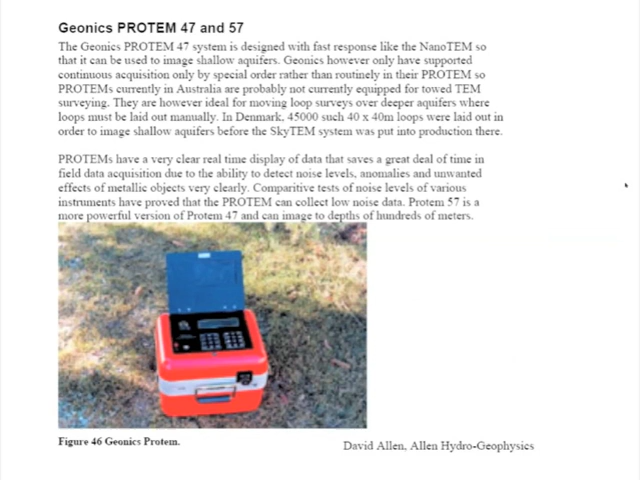 Geonics PROTEM 47 and 57
The Geonics PROTEM 47 system is designed with fast response like the NanoTEM so
that it can be used to image shallow aquifers. Geonics however only have supported
continuous acquisition only by special order rather than routinely in their PROTEM so
PROTEMs currently in Australia are probably not currently equipped for towed TEM
surveying. They are however ideal for moving loop surveys over deeper aquifers where
loops must be laid out manually. In Denmark, 45000 such 40 x 40m loops were laid out in
order to image shallow aquifers before the SkyTEM system was put into production there.
PROTEMs have a very clear real time display of data that saves a great deal of time in
field data acquisition due to the ability to detect noise levels, anomalies and unwanted
effects of metallic objects very clearly. Comparitive tests of noise levels of various
instruments have proved that the PROTEM can collect low noise data. Protem 57 is a
more powerful version of Protem 47 and can image to depths of hundreds of meters.
Figure 46 Geonics Protem.
David Allen, Allen Hydro-Geophysics